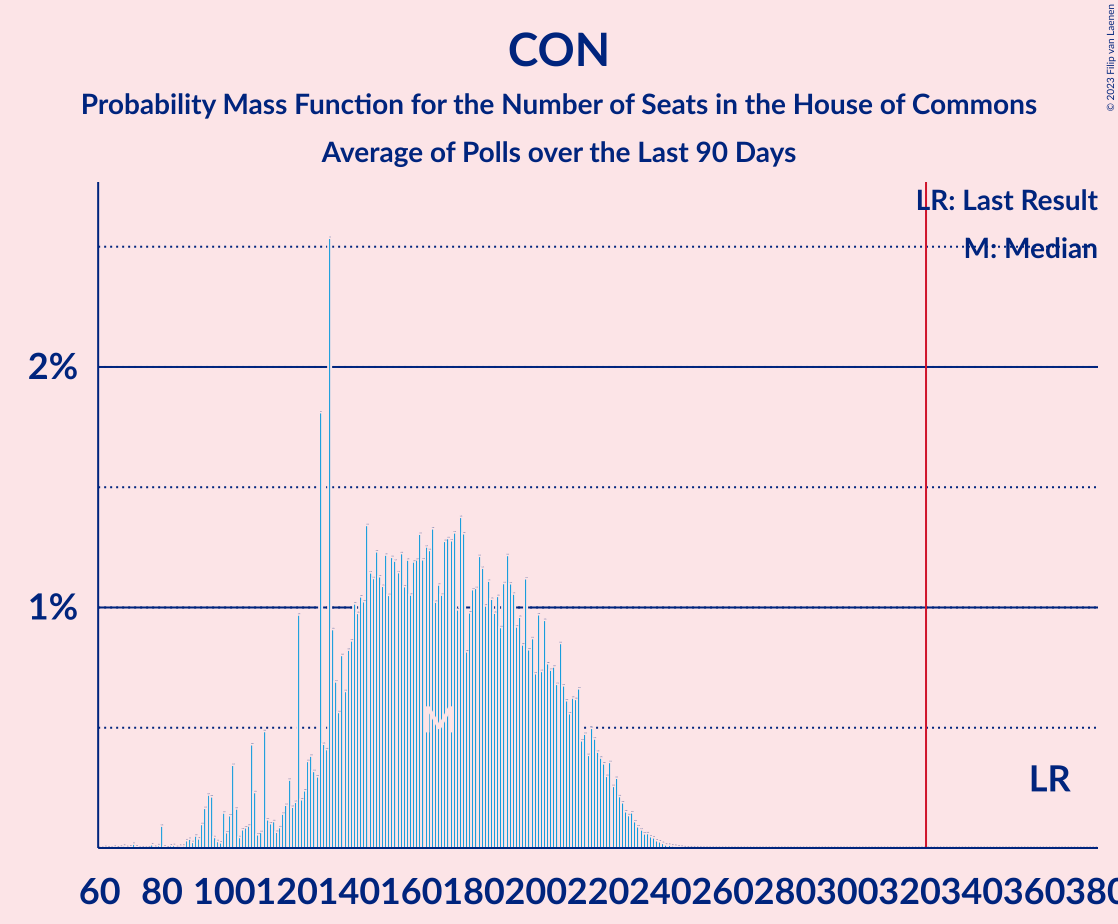 CON
Probability Mass Function for the Number of Seats in the House of Commons
Average of Polls over the Last 90 Days
© 2023 Filip van Laenen
LR: Last Result
M: Median
2%
1%
M
LR
60 80 100 120 140 160 180 200 220 240 260 280 300 320 340 360 380